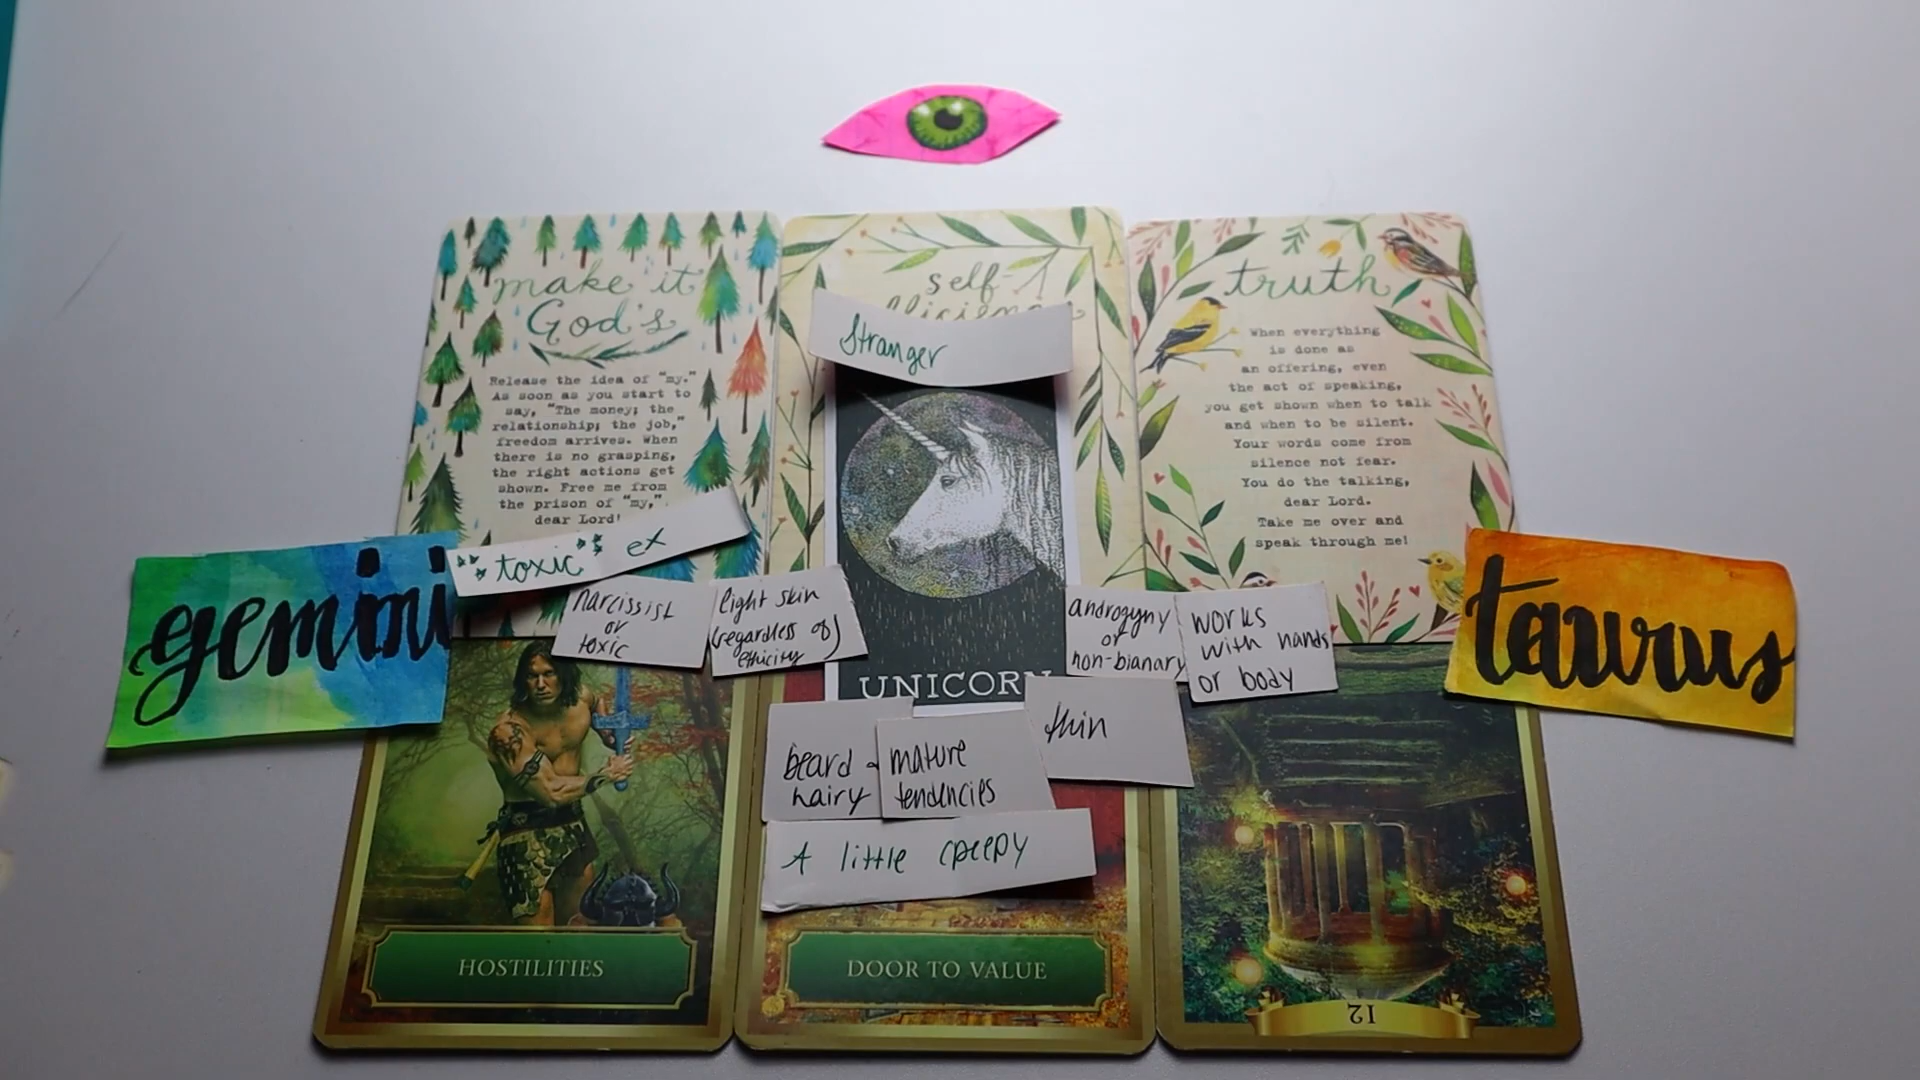 make it
God's
Release the idea of "my."
As soon as you start to
say, "The money; the
relationship; the job,"
freedom arrives. When
there is no grasping,
the right actions get
shown. Free me from
the prison of "my,"
dear Lord!
self-
Stranger
truth
When everything
is done as
an offering, even
the act of speaking,
you get shown when to talk
and when to be silent.
Your words come from
silence not fear.
You do the talking,
dear Lord.
Take me over and
speak through me!
gemini
"toxic" ex
narcissist
or
toxic
light skin
(regardless of)
ethicity
UNICORN
androgyny
or
non-bianary
works
with hands
or body
taurus
beard
hairy
mature
tendencies
thin
A little creepy
HOSTILITIES
DOOR TO VALUE
12